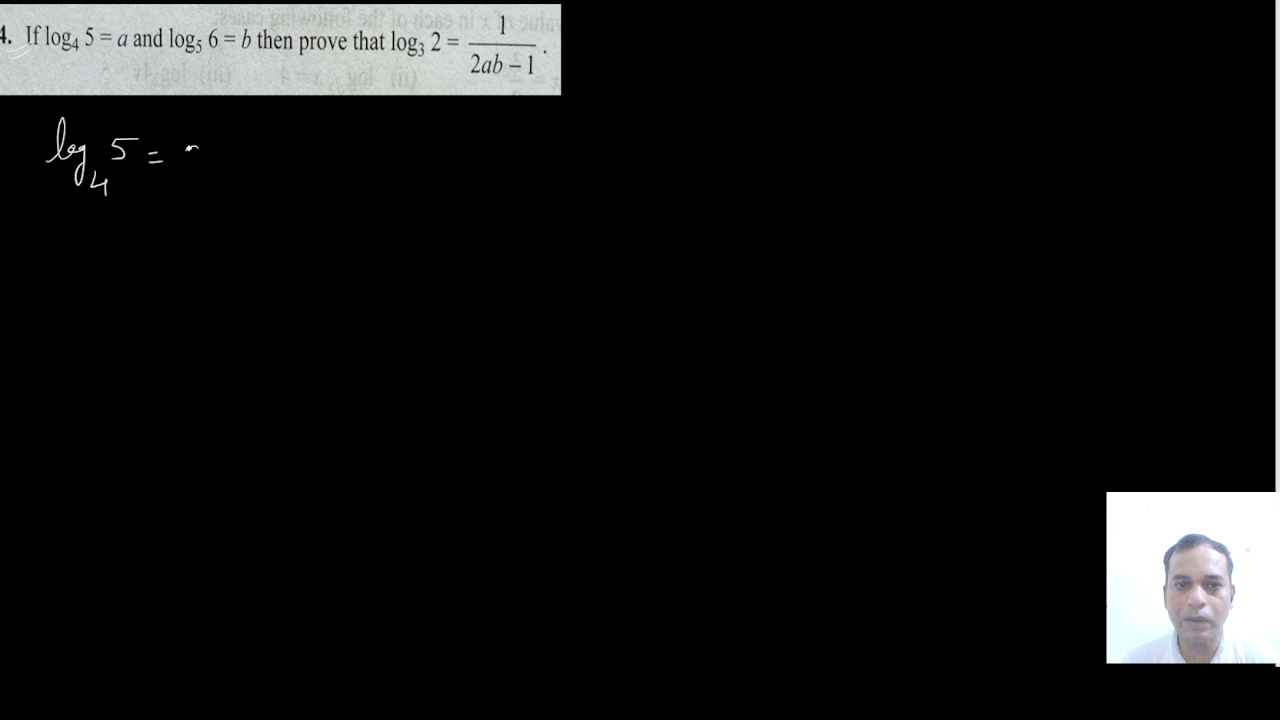 4. If log₄ 5 = a and log₅ 6 = b then prove that log₃ 2 = 1/(2ab – 1).
log₄ 5 =